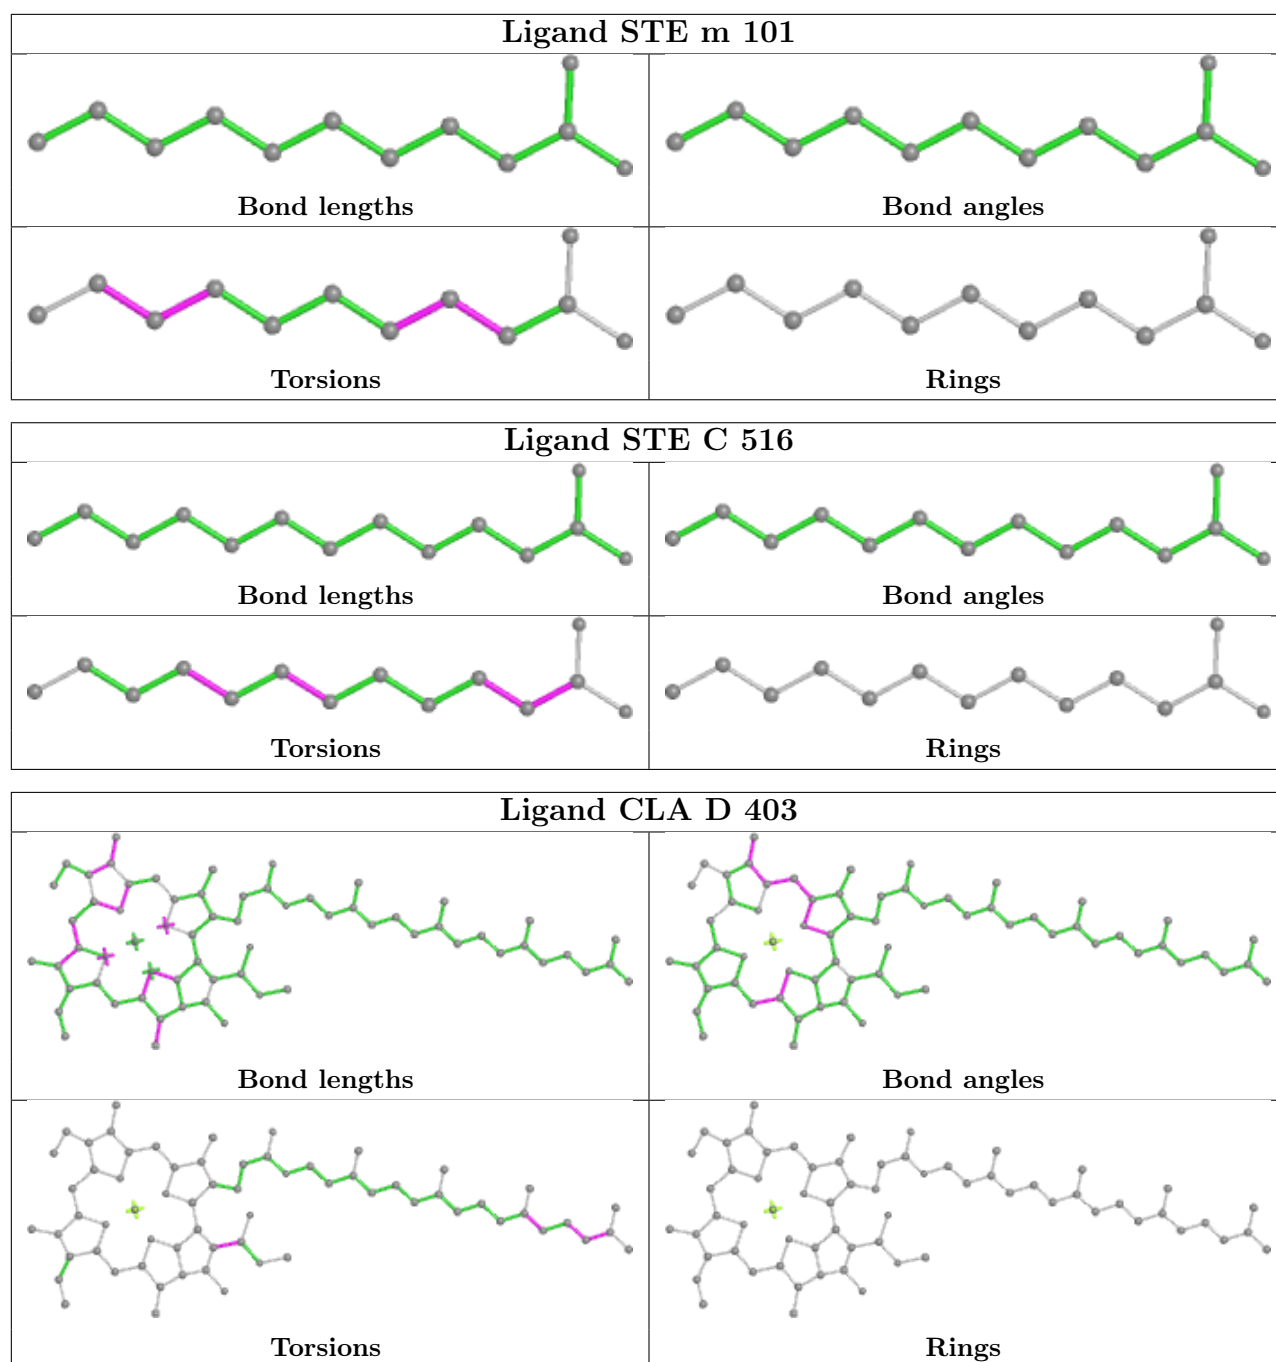 Ligand STE m 101
Bond lengths
Bond angles
Torsions
Rings
Ligand STE C 516
Bond lengths
Bond angles
Torsions
Rings
Ligand CLA D 403
Bond lengths
Bond angles
Torsions
Rings